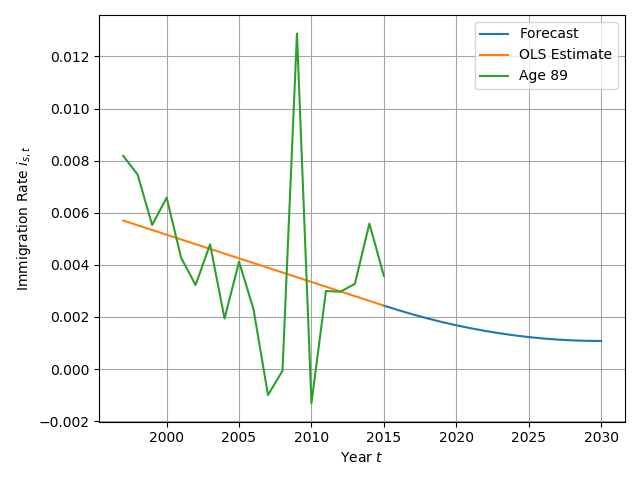 Forecast
OLS Estimate
Age 89
Immigration Rate i_{s,t}
0.012
0.010
0.008
0.006
0.004
0.002
0.000
−0.002
2000 2005 2010 2015 2020 2025 2030
Year t